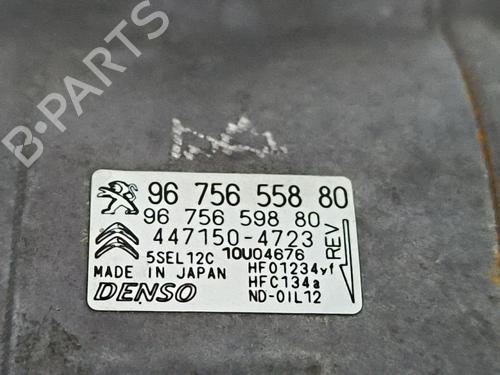 B-PARTS
96 756 558 80
96 756 598 80
447150-4723
5SEL12C 10U04676
MADE IN JAPAN HFO1234yf
HFC134a
DENSO ND-OIL12
REV